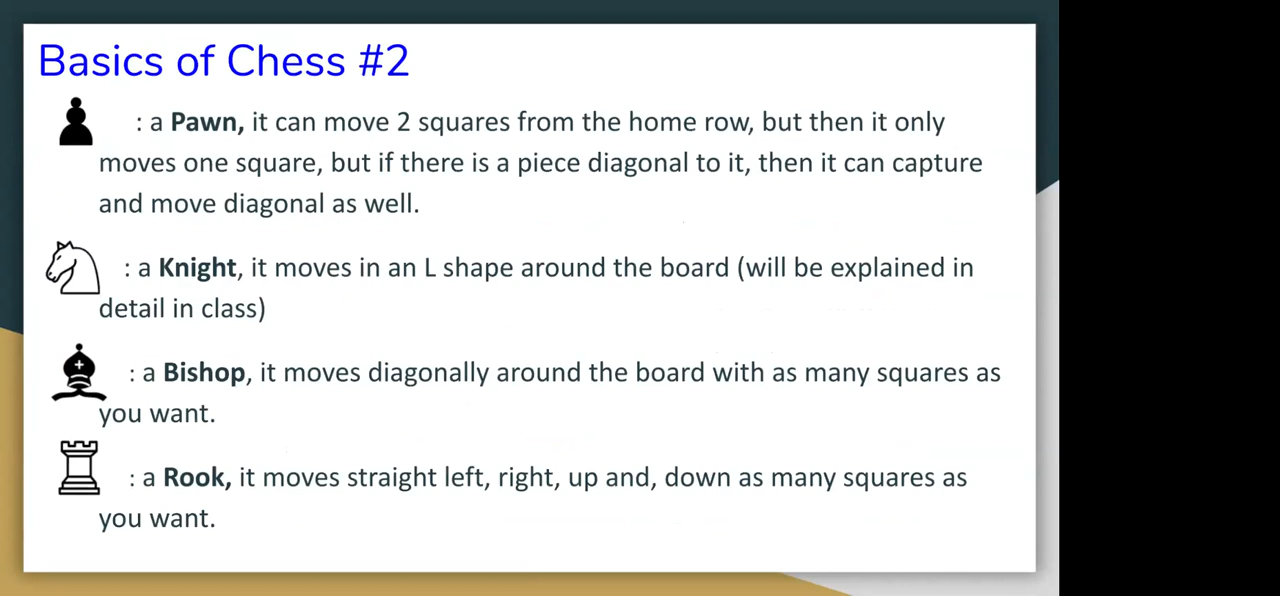 Basics of Chess #2
: a Pawn, it can move 2 squares from the home row, but then it only
moves one square, but if there is a piece diagonal to it, then it can capture
and move diagonal as well.
: a Knight, it moves in an L shape around the board (will be explained in
detail in class)
: a Bishop, it moves diagonally around the board with as many squares as
you want.
: a Rook, it moves straight left, right, up and, down as many squares as
you want.